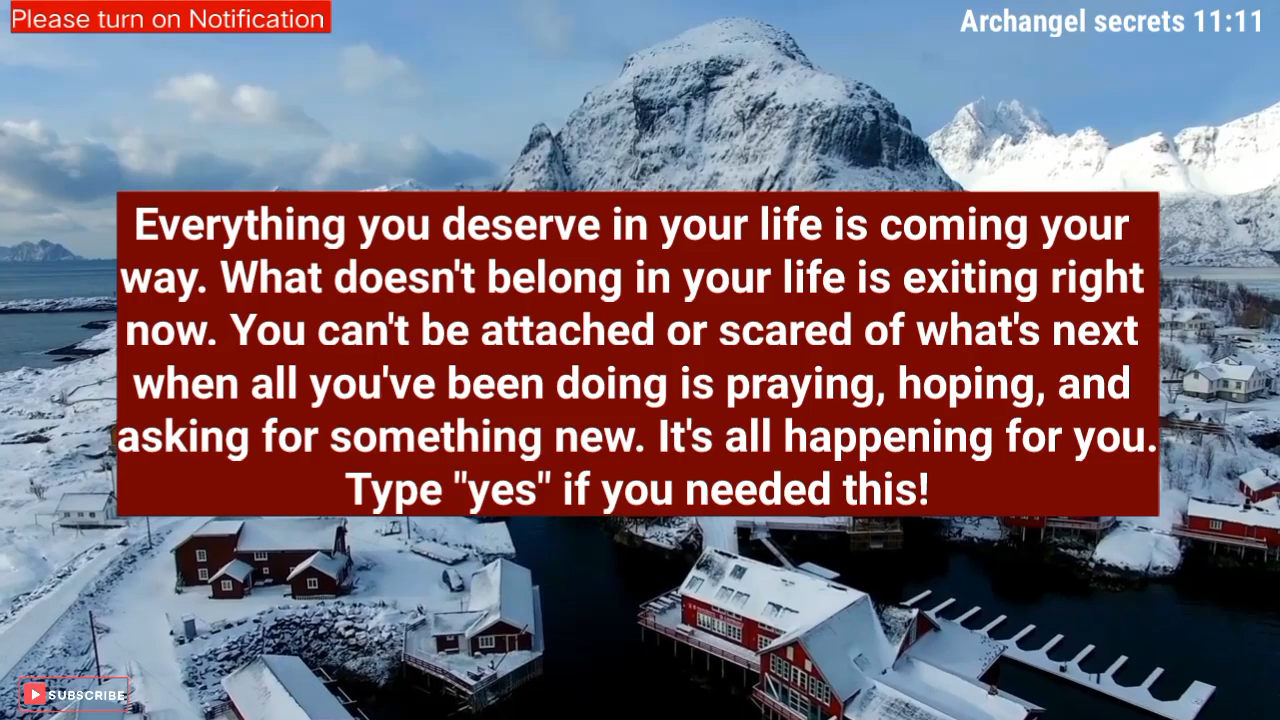 Please turn on Notification
Archangel secrets 11:11
Everything you deserve in your life is coming your
way. What doesn't belong in your life is exiting right
now. You can't be attached or scared of what's next
when all you've been doing is praying, hoping, and
asking for something new. It's all happening for you.
Type "yes" if you needed this!
SUBSCRIBE